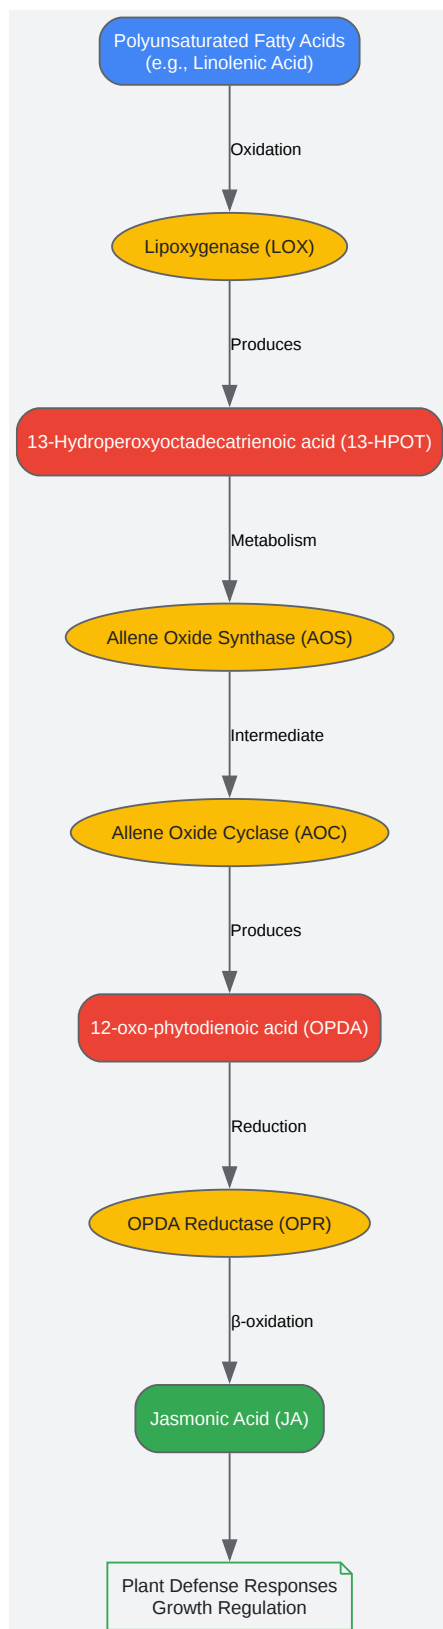 Polyunsaturated Fatty Acids
(e.g., Linolenic Acid)
Oxidation
Lipoxygenase (LOX)
Produces
13-Hydroperoxyoctadecatrienoic acid (13-HPOT)
Metabolism
Allene Oxide Synthase (AOS)
Intermediate
Allene Oxide Cyclase (AOC)
Produces
12-oxo-phytodienoic acid (OPDA)
Reduction
OPDA Reductase (OPR)
β-oxidation
Jasmonic Acid (JA)
Plant Defense Responses
Growth Regulation